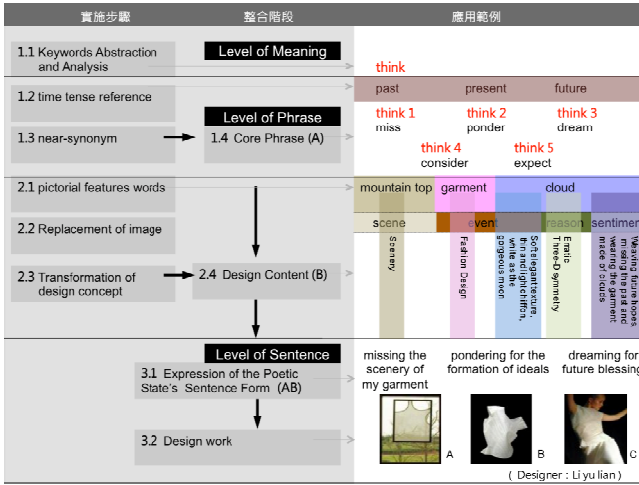 實施步驟
整合階段
應用範例
1.1 Keywords Abstraction
and Analysis
Level of Meaning
think
1.2 time tense reference
past
present
future
Level of Phrase
think 1
think 2
think 3
miss
ponder
dream
1.3 near-synonym
1.4 Core Phrase (A)
think 4
think 5
consider
expect
2.1 pictorial features words
mountain top
garment
cloud
2.2 Replacement of image
scene
event
reason
sentiment
Scenery
Fashion Design
Soft elegant texture,
thin and light chiffon,
white as the
gorgeous moon
Erratic
Three-D symmetry
Weaving future hopes,
missing the past and
wearing the garment
made of clouds
2.3 Transformation of
design concept
2.4 Design Content (B)
Level of Sentence
3.1 Expression of the Poetic
State's Sentence Form (AB)
missing the
scenery of
my garment
pondering for the
formation of ideals
dreaming for
future blessing
3.2 Design work
A
B
C
( Designer : Li yu lian )